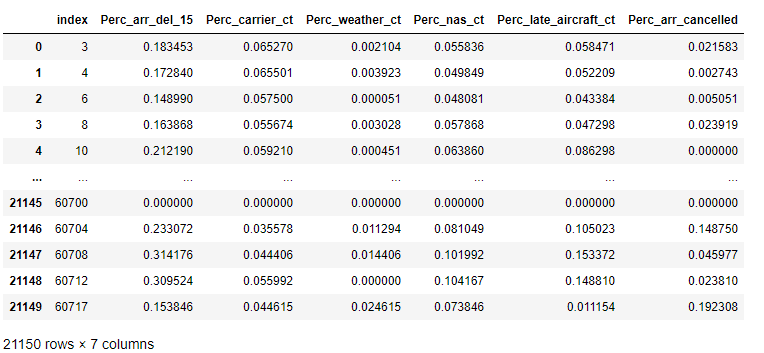 index Perc_arr_del_15 Perc_carrier_ct Perc_weather_ct Perc_nas_ct Perc_late_aircraft_ct Perc_arr_cancelled
0 3 0.183453 0.065270 0.002104 0.055836 0.058471 0.021583
1 4 0.172840 0.065501 0.003923 0.049849 0.052209 0.002743
2 6 0.148990 0.057500 0.000051 0.048081 0.043384 0.005051
3 8 0.163868 0.055674 0.003028 0.057868 0.047298 0.023919
4 10 0.212190 0.059210 0.000451 0.063860 0.086298 0.000000
... ... ... ... ... ... ... ...
21145 60700 0.000000 0.000000 0.000000 0.000000 0.000000 0.000000
21146 60704 0.233072 0.035578 0.011294 0.081049 0.105023 0.148750
21147 60708 0.314176 0.044406 0.014406 0.101992 0.153372 0.045977
21148 60712 0.309524 0.055992 0.000000 0.104167 0.148810 0.023810
21149 60717 0.153846 0.044615 0.024615 0.073846 0.011154 0.192308
21150 rows × 7 columns